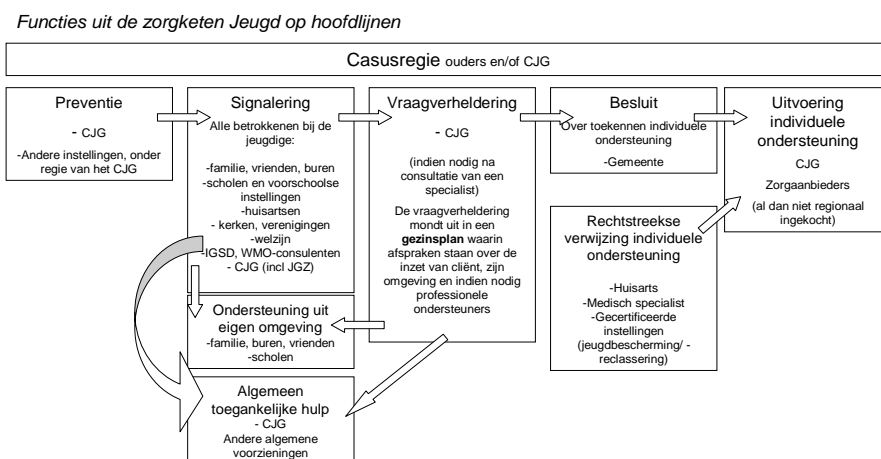 Functies uit de zorgketen Jeugd op hoofdlijnen
Casusregie ouders en/of CJG
Preventie
- CJG
-Andere instellingen, onder
regie van het CJG
Signalering
Alle betrokkenen bij de
jeugdige:
-familie, vrienden, buren
-scholen en voorschoolse
instellingen
-huisartsen
- kerken, verenigingen
-welzijn
-IGSD, WMO-consulenten
- CJG (incl JGZ)
Ondersteuning uit
eigen omgeving
-familie, buren, vrienden
-scholen
Algemeen
toegankelijke hulp
- CJG
Andere algemene
voorzieningen
Vraagverheldering
- CJG
(indien nodig na
consultatie van een
specialist)
De vraagverheldering
mondt uit in een
gezinsplan waarin
afspraken staan over de
inzet van cliënt, zijn
omgeving en indien nodig
professionele
ondersteuners
Besluit
Over toekennen individuele
ondersteuning
-Gemeente
Rechtstreekse
verwijzing individuele
ondersteuning
-Huisarts
-Medisch specialist
-Gecertificeerde
instellingen
(jeugdbescherming/ -
reclassering)
Uitvoering
individuele
ondersteuning
CJG
Zorgaanbieders
(al dan niet regionaal
ingekocht)